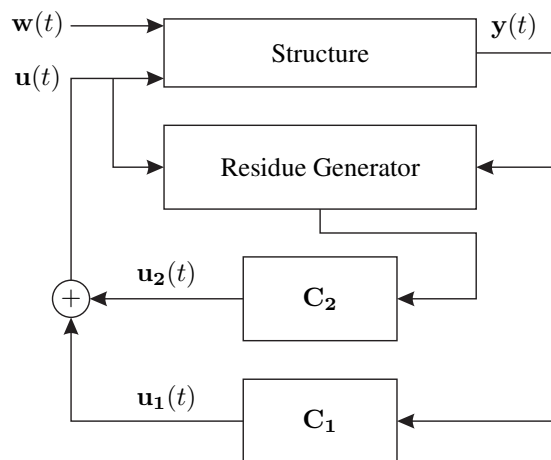 w(t)
y(t)
Structure
u(t)
Residue Generator
u₂(t)
+
C₂
u₁(t)
C₁